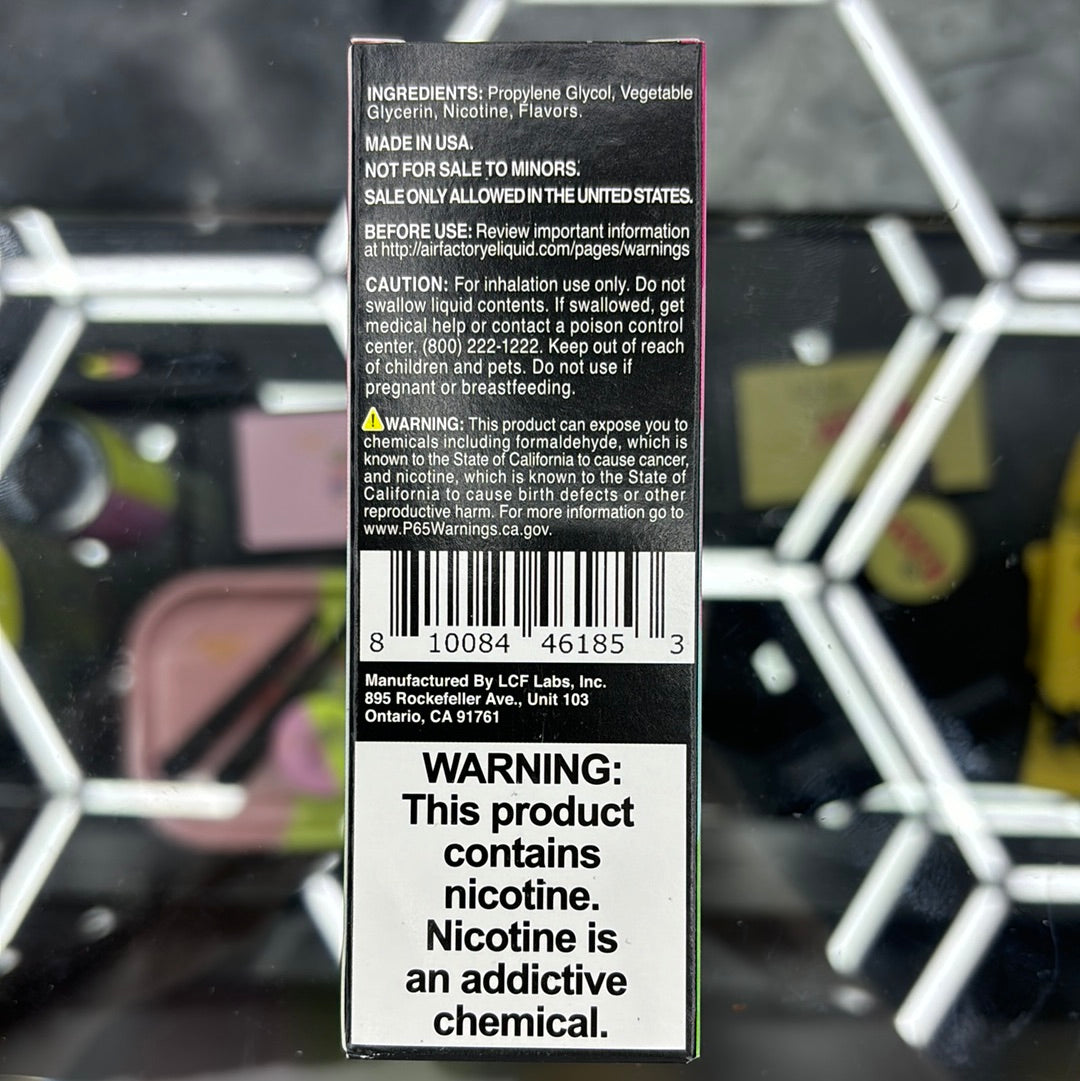 INGREDIENTS: Propylene Glycol, Vegetable
Glycerin, Nicotine, Flavors.
MADE IN USA.
NOT FOR SALE TO MINORS.
SALE ONLY ALLOWED IN THE UNITED STATES.
BEFORE USE: Review important information
at http://airfactoryeliquid.com/pages/warnings
CAUTION: For inhalation use only. Do not
swallow liquid contents. If swallowed, get
medical help or contact a poison control
center. (800) 222-1222. Keep out of reach
of children and pets. Do not use if
pregnant or breastfeeding.
WARNING: This product can expose you to
chemicals including formaldehyde, which is
known to the State of California to cause cancer,
and nicotine, which is known to the State of
California to cause birth defects or other
reproductive harm. For more information go to
www.P65Warnings.ca.gov.
8 10084 46185 3
Manufactured By LCF Labs, Inc.
895 Rockefeller Ave., Unit 103
Ontario, CA 91761
WARNING:
This product
contains
nicotine.
Nicotine is
an addictive
chemical.